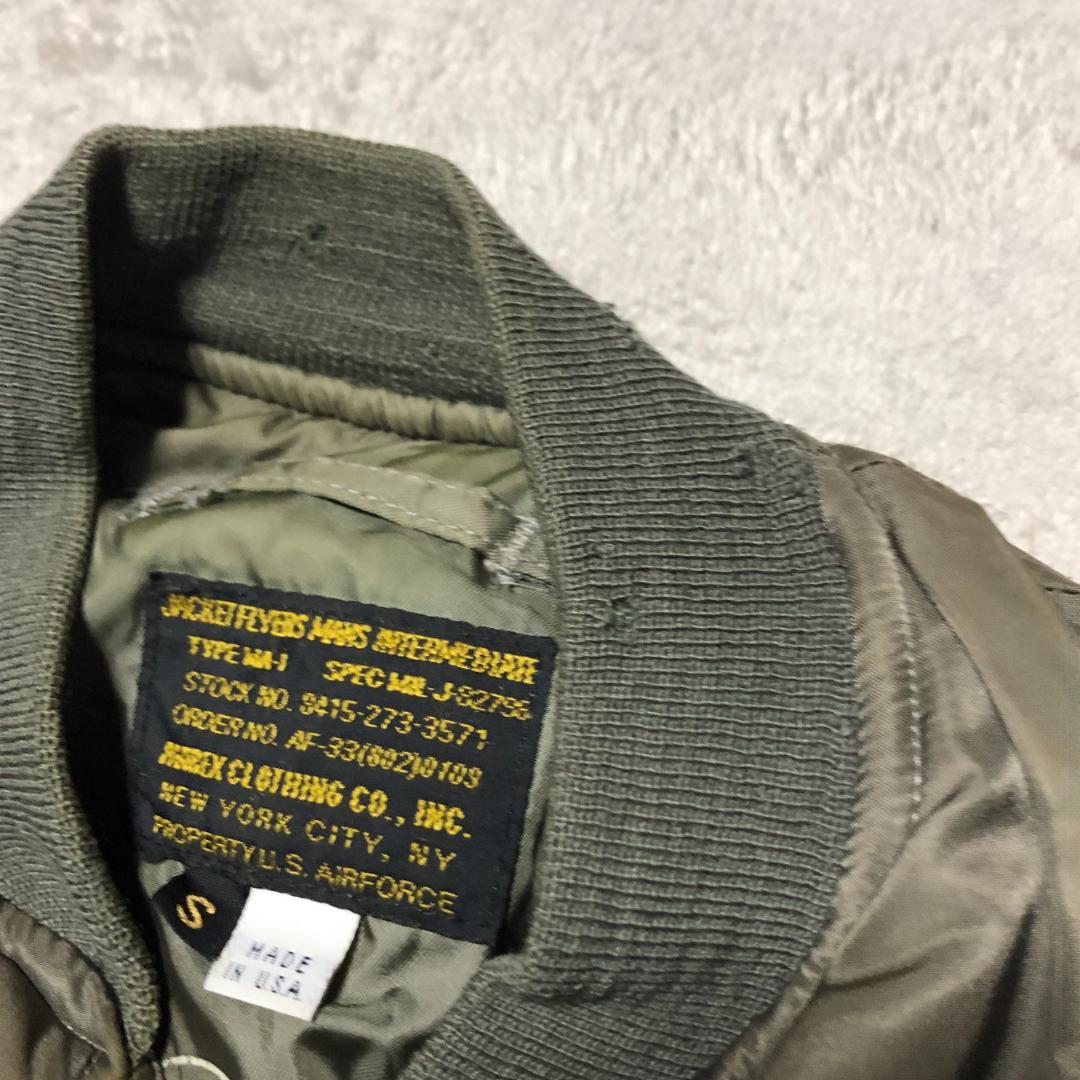 JACKET FLYERS MANS INTERMEDIATE
TYPE MA-1 SPEC MIL-J-82795
STOCK NO. 8415-273-3571
ORDER NO. AF-33(602)0109
CLOTHING CO., INC.
NEW YORK CITY, NY
PROPERTY U.S. AIRFORCE
S
MADE
IN U.S.A.